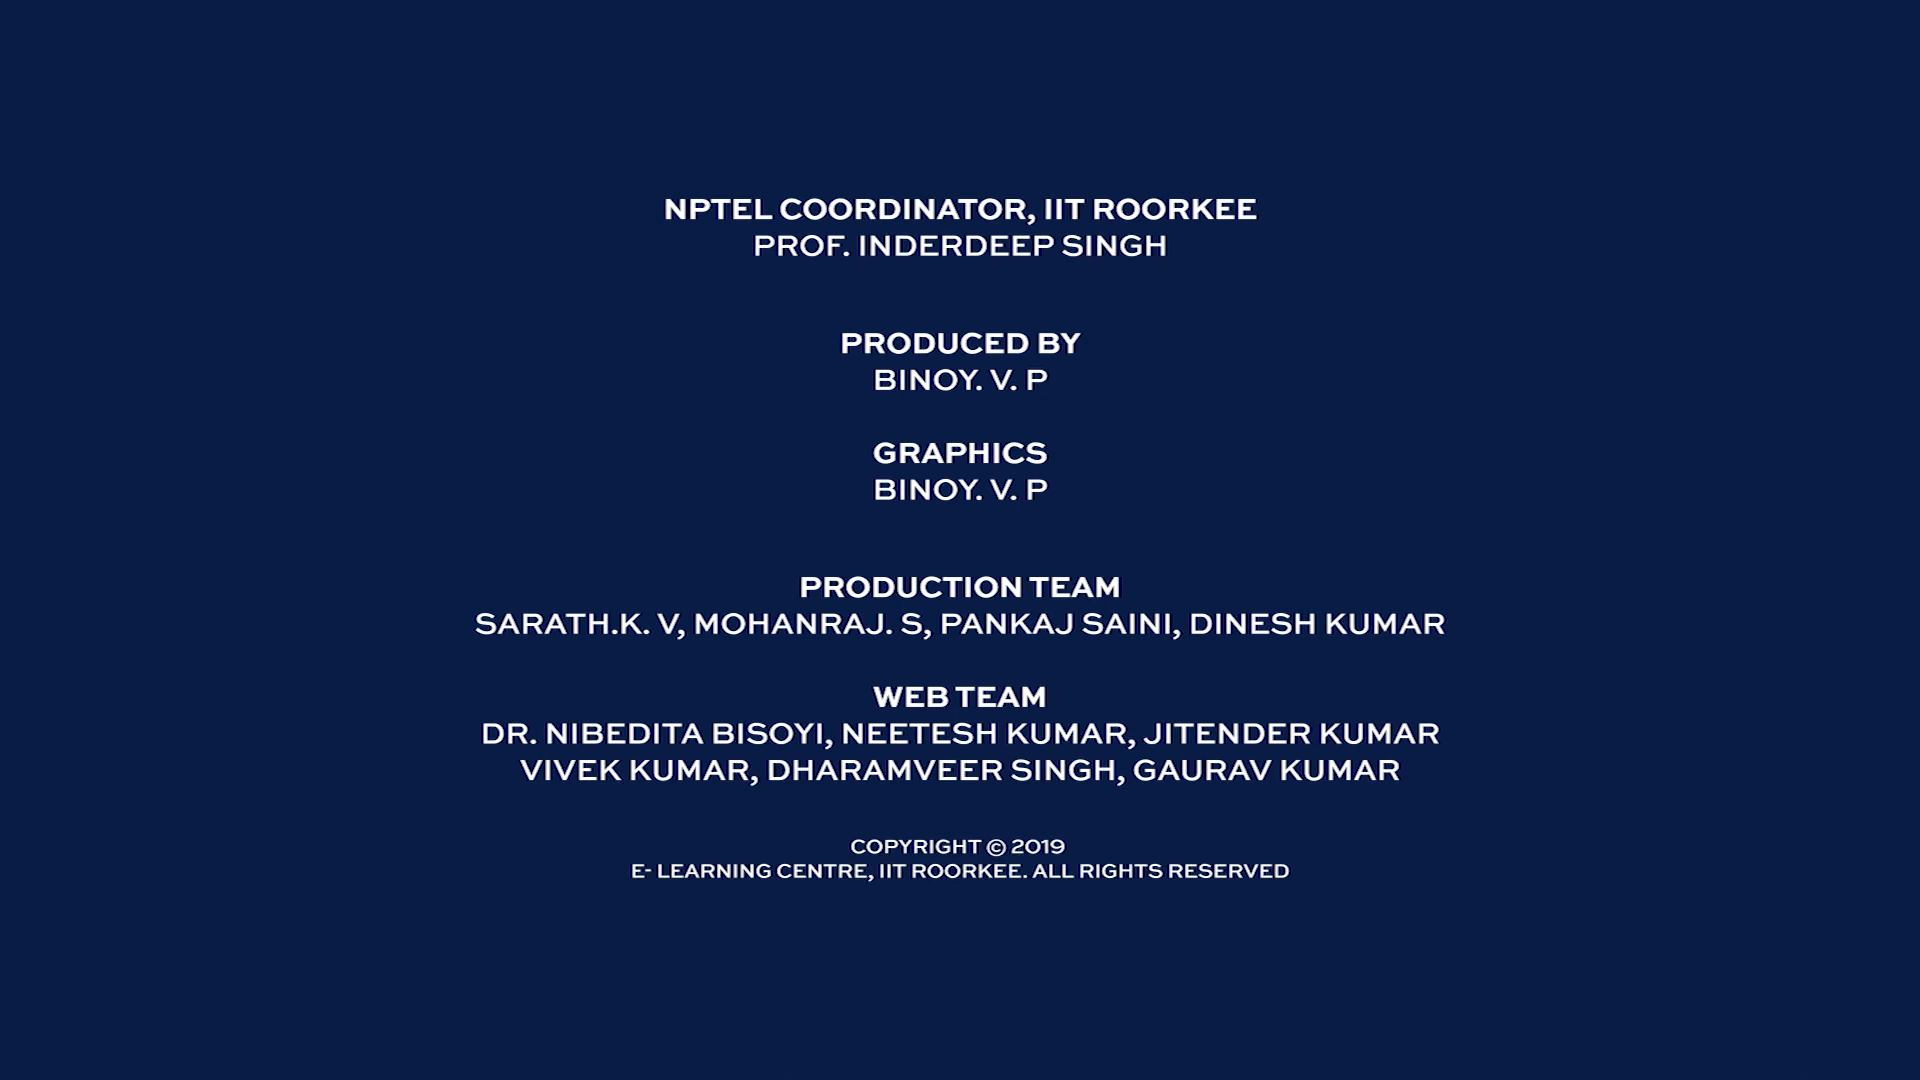 NPTEL COORDINATOR, IIT ROORKEE
PROF. INDERDEEP SINGH
PRODUCED BY
BINOY. V. P
GRAPHICS
BINOY. V. P
PRODUCTION TEAM
SARATH.K. V, MOHANRAJ. S, PANKAJ SAINI, DINESH KUMAR
WEB TEAM
DR. NIBEDITA BISOYI, NEETESH KUMAR, JITENDER KUMAR
VIVEK KUMAR, DHARAMVEER SINGH, GAURAV KUMAR
COPYRIGHT © 2019
E- LEARNING CENTRE, IIT ROORKEE. ALL RIGHTS RESERVED